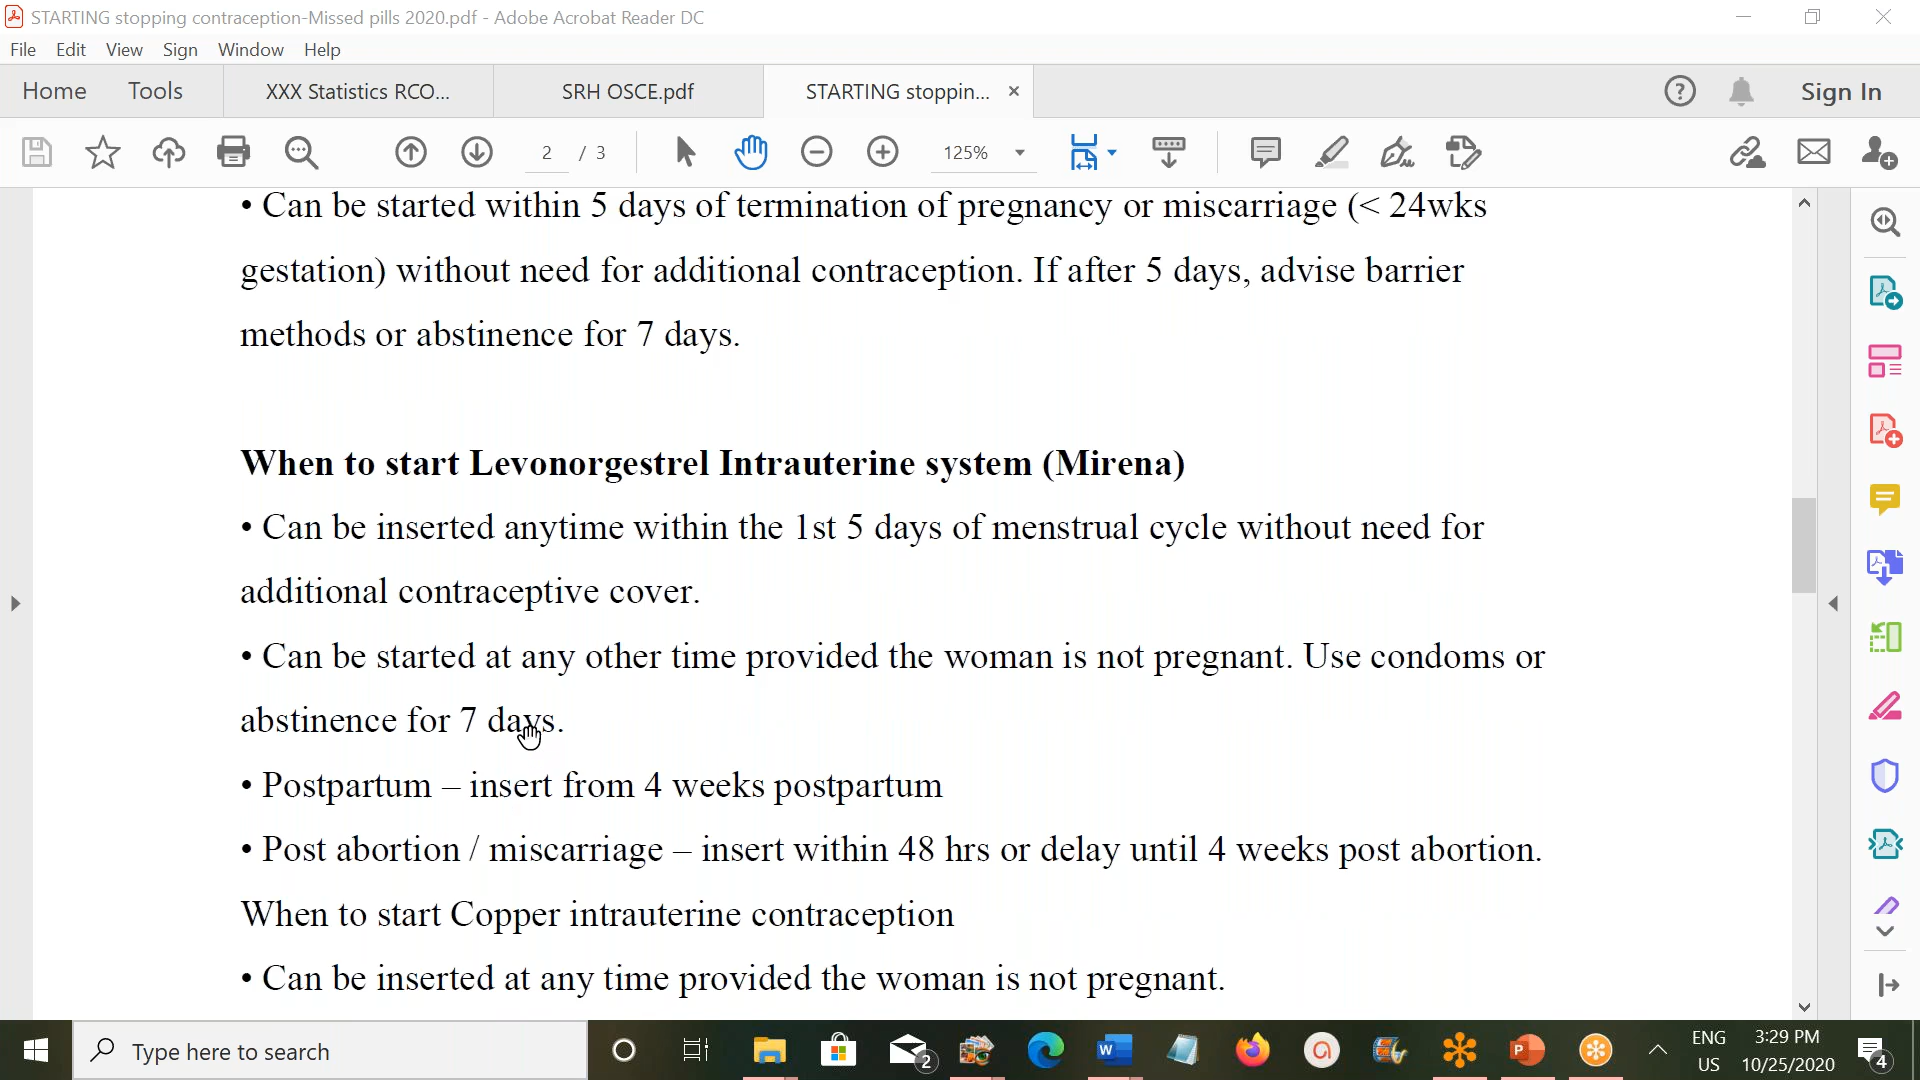 STARTING stopping contraception-Missed pills 2020.pdf - Adobe Acrobat Reader DC
File Edit View Sign Window Help
Home Tools XXX Statistics RCO... SRH OSCE.pdf STARTING stoppin... × Sign In
2 / 3 125%
• Can be started within 5 days of termination of pregnancy or miscarriage (< 24wks
gestation) without need for additional contraception. If after 5 days, advise barrier
methods or abstinence for 7 days.
When to start Levonorgestrel Intrauterine system (Mirena)
• Can be inserted anytime within the 1st 5 days of menstrual cycle without need for
additional contraceptive cover.
• Can be started at any other time provided the woman is not pregnant. Use condoms or
abstinence for 7 days.
• Postpartum – insert from 4 weeks postpartum
• Post abortion / miscarriage – insert within 48 hrs or delay until 4 weeks post abortion.
When to start Copper intrauterine contraception
• Can be inserted at any time provided the woman is not pregnant.
Type here to search 2 ENG 3:29 PM
US 10/25/2020 4